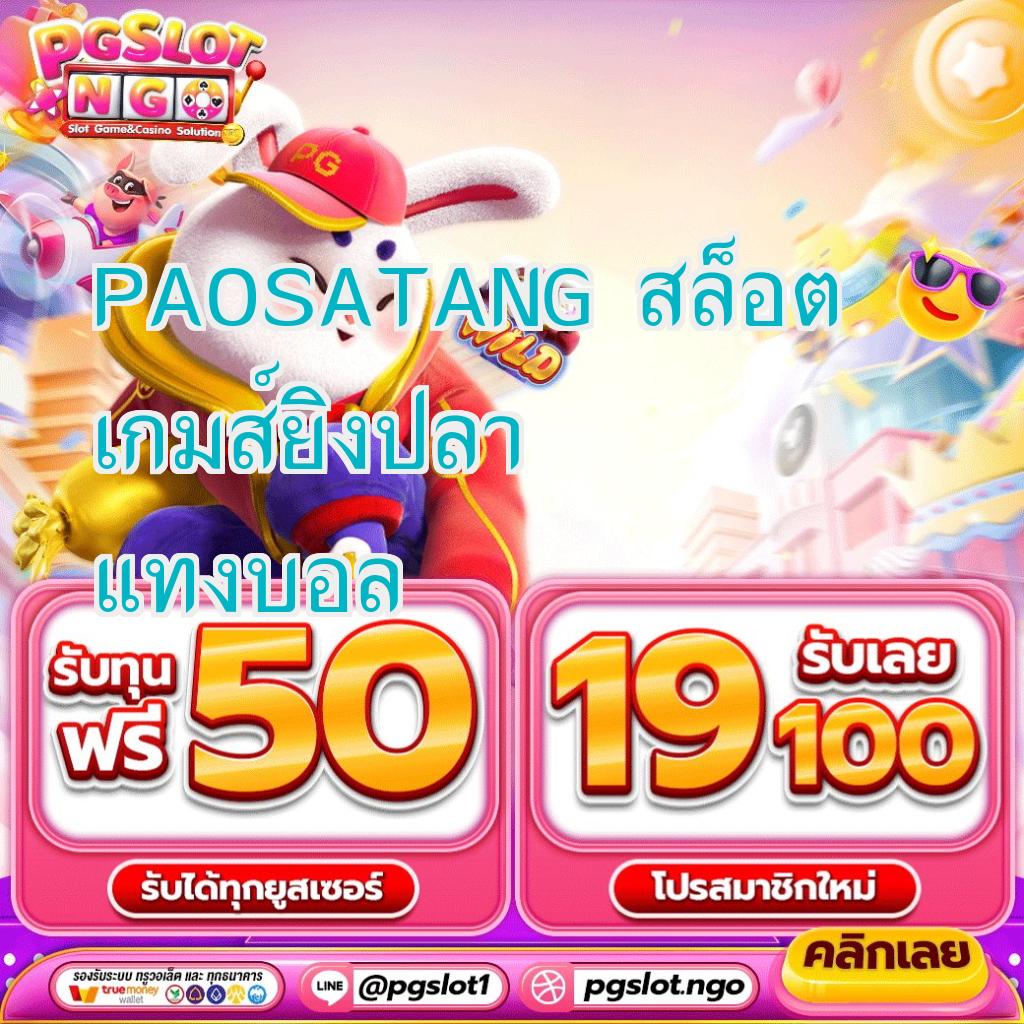 PGSLOT
NGO
Slot Game&Casino Solution
PG
WILD
PAOSATANG สล็อต
เกมส์ยิงปลา
แทงบอล
รับทุน
ฟรี
50
19
รับเลย
100
รับได้ทุกยูสเซอร์
โปรสมาชิกใหม่
คลิกเลย
รองรับระบบ ทรูวอเล็ต และ ทุกธนาคาร
truemoney
wallet
LINE
@pgslot1
pgslot.ngo